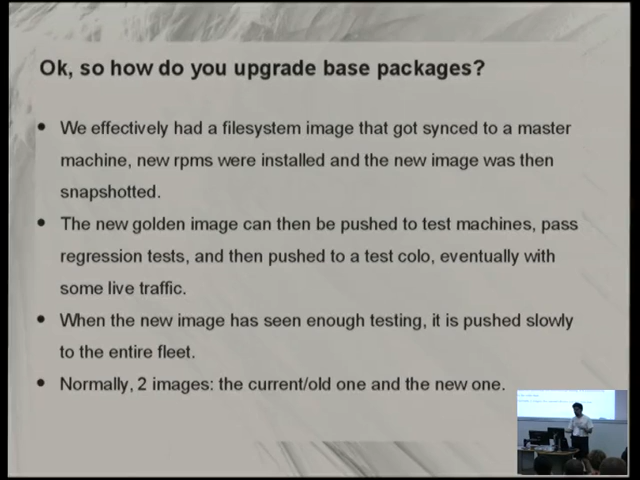 Ok, so how do you upgrade base packages?
• We effectively had a filesystem image that got synced to a master
machine, new rpms were installed and the new image was then
snapshotted.
• The new golden image can then be pushed to test machines, pass
regression tests, and then pushed to a test colo, eventually with
some live traffic.
• When the new image has seen enough testing, it is pushed slowly
to the entire fleet.
• Normally, 2 images: the current/old one and the new one.